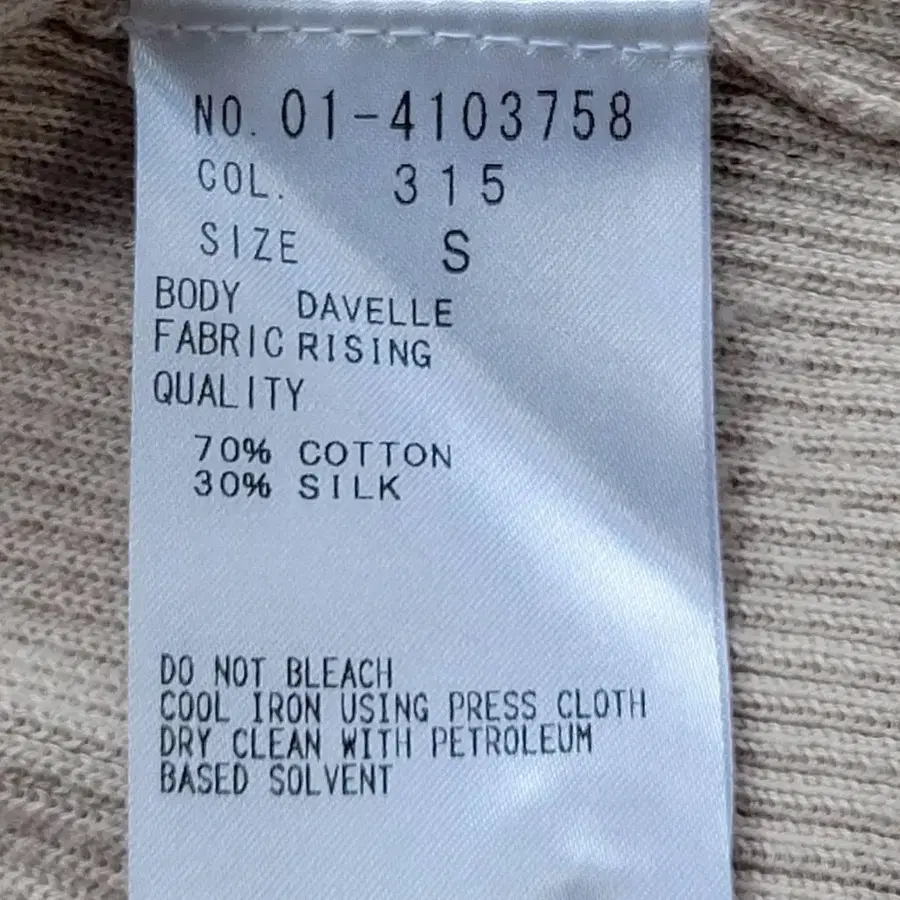 NO. 01-4103758
COL. 315
SIZE S
BODY DAVELLE
FABRIC RISING
QUALITY
70% COTTON
30% SILK
DO NOT BLEACH
COOL IRON USING PRESS CLOTH
DRY CLEAN WITH PETROLEUM
BASED SOLVENT